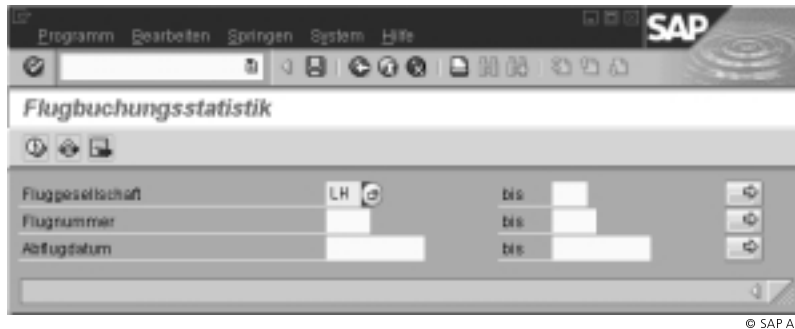 Programm Bearbeiten Springen System Hilfe
SAP
Flugbuchungsstatistik
Fluggesellschaft LH bis
Flugnummer bis
Abflugdatum bis
© SAP A